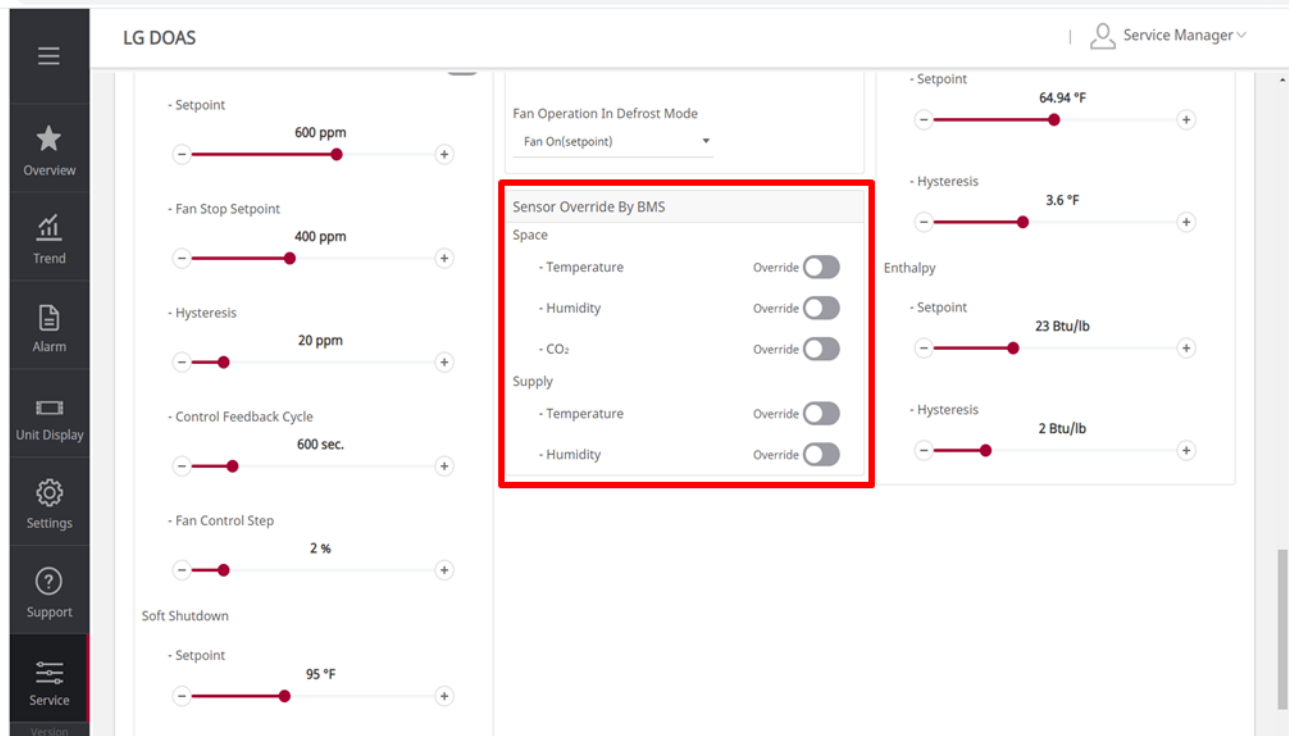 LG DOAS
Service Manager
Overview
Trend
Alarm
Unit Display
Settings
Support
Service
Version
- Setpoint
600 ppm
- Fan Stop Setpoint
400 ppm
- Hysteresis
20 ppm
- Control Feedback Cycle
600 sec.
- Fan Control Step
2 %
Soft Shutdown
- Setpoint
95 °F
Fan Operation In Defrost Mode
Fan On(setpoint)
Sensor Override By BMS
Space
- Temperature Override
- Humidity Override
- CO₂ Override
Supply
- Temperature Override
- Humidity Override
- Setpoint
64.94 °F
- Hysteresis
3.6 °F
Enthalpy
- Setpoint
23 Btu/lb
- Hysteresis
2 Btu/lb